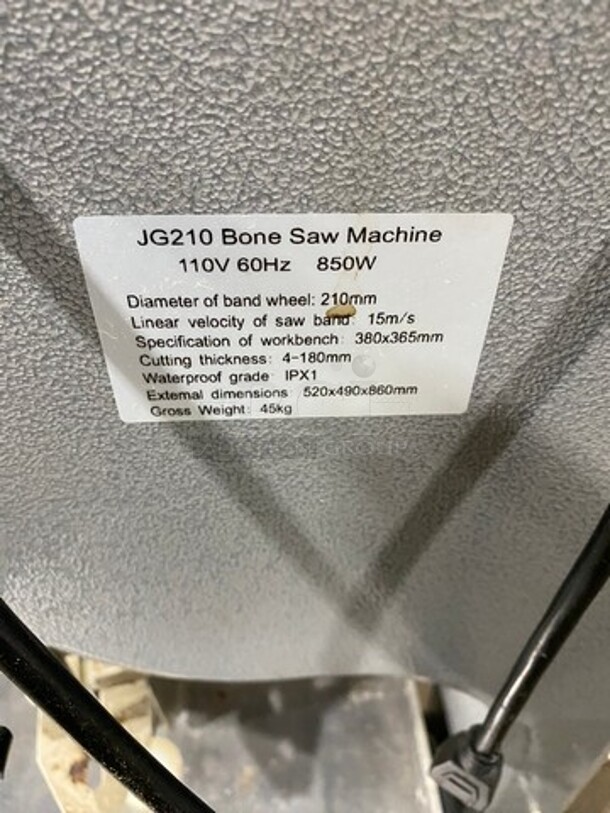 JG210 Bone Saw Machine
110V 60Hz 850W
Diameter of band wheel: 210mm
Linear velocity of saw band: 15m/s
Specification of workbench: 380x365mm
Cutting thickness: 4-180mm
Waterproof grade: IPX1
External dimensions: 520x490x860mm
Gross Weight: 45kg